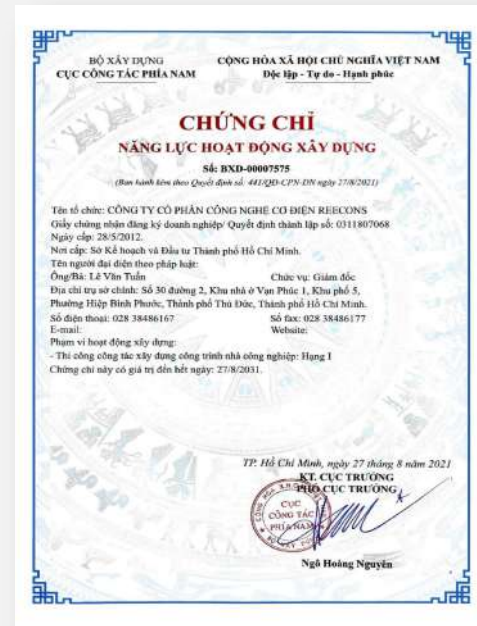 BỘ XÂY DỰNG
CỤC CÔNG TÁC PHÍA NAM
CỘNG HÒA XÃ HỘI CHỦ NGHĨA VIỆT NAM
Độc lập - Tự do - Hạnh phúc
CHỨNG CHỈ
NĂNG LỰC HOẠT ĐỘNG XÂY DỰNG
Số: BXD-00007575
(Ban hành kèm theo Quyết định số: 441/QĐ-CPN-DN ngày 27/8/2021)
Tên tổ chức: CÔNG TY CỔ PHẦN CÔNG NGHỆ CƠ ĐIỆN REECONS
Giấy chứng nhận đăng ký doanh nghiệp/ Quyết định thành lập số: 0311807068
Ngày cấp: 28/5/2012.
Nơi cấp: Sở Kế hoạch và Đầu tư Thành phố Hồ Chí Minh.
Tên người đại diện theo pháp luật:
Ông/Bà: Lê Văn Tuấn Chức vụ: Giám đốc
Địa chỉ trụ sở chính: Số 30 đường 2, Khu nhà ở Vạn Phúc 1, Khu phố 5,
Phường Hiệp Bình Phước, Thành phố Thủ Đức, Thành phố Hồ Chí Minh.
Số điện thoại: 028 38486167 Số fax: 028 38486177
E-mail: Website:
Phạm vi hoạt động xây dựng:
- Thi công công tác xây dựng công trình nhà công nghiệp: Hạng I
Chứng chỉ này có giá trị đến hết ngày: 27/8/2031.
TP. Hồ Chí Minh, ngày 27 tháng 8 năm 2021
KT. CỤC TRƯỞNG
PHÓ CỤC TRƯỞNG
CỤC
CÔNG TÁC
PHÍA NAM
Ngô Hoàng Nguyên